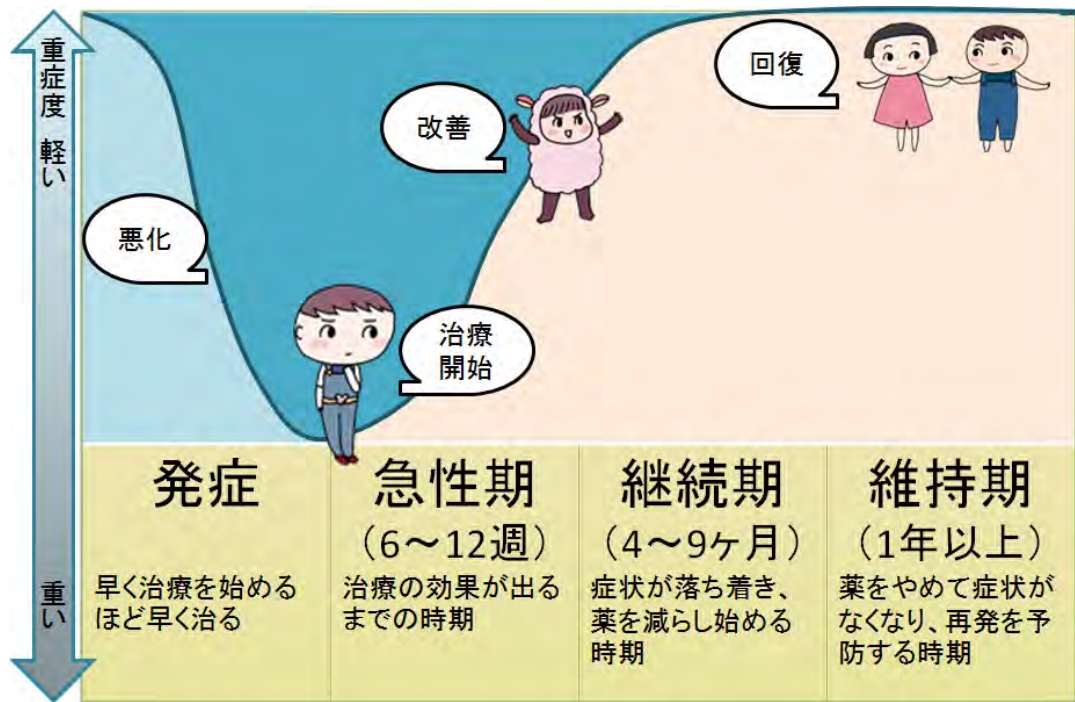 重症度 軽い
重い
悪化
治療
開始
改善
回復
発症
早く治療を始める
ほど早く治る
急性期
(6～12週)
治療の効果が出る
までの時期
継続期
(4～9ヶ月)
症状が落ち着き、
薬を減らし始める
時期
維持期
(1年以上)
薬をやめて症状が
なくなり、再発を予
防する時期